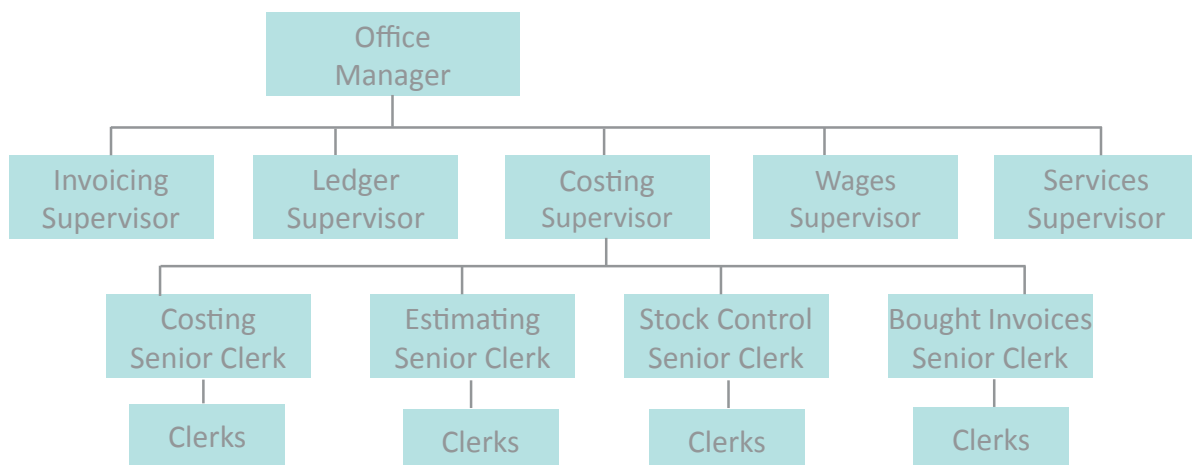 Office
Manager
Invoicing
Supervisor
Ledger
Supervisor
Costing
Supervisor
Wages
Supervisor
Services
Supervisor
Costing
Senior Clerk
Estimating
Senior Clerk
Stock Control
Senior Clerk
Bought Invoices
Senior Clerk
Clerks
Clerks
Clerks
Clerks